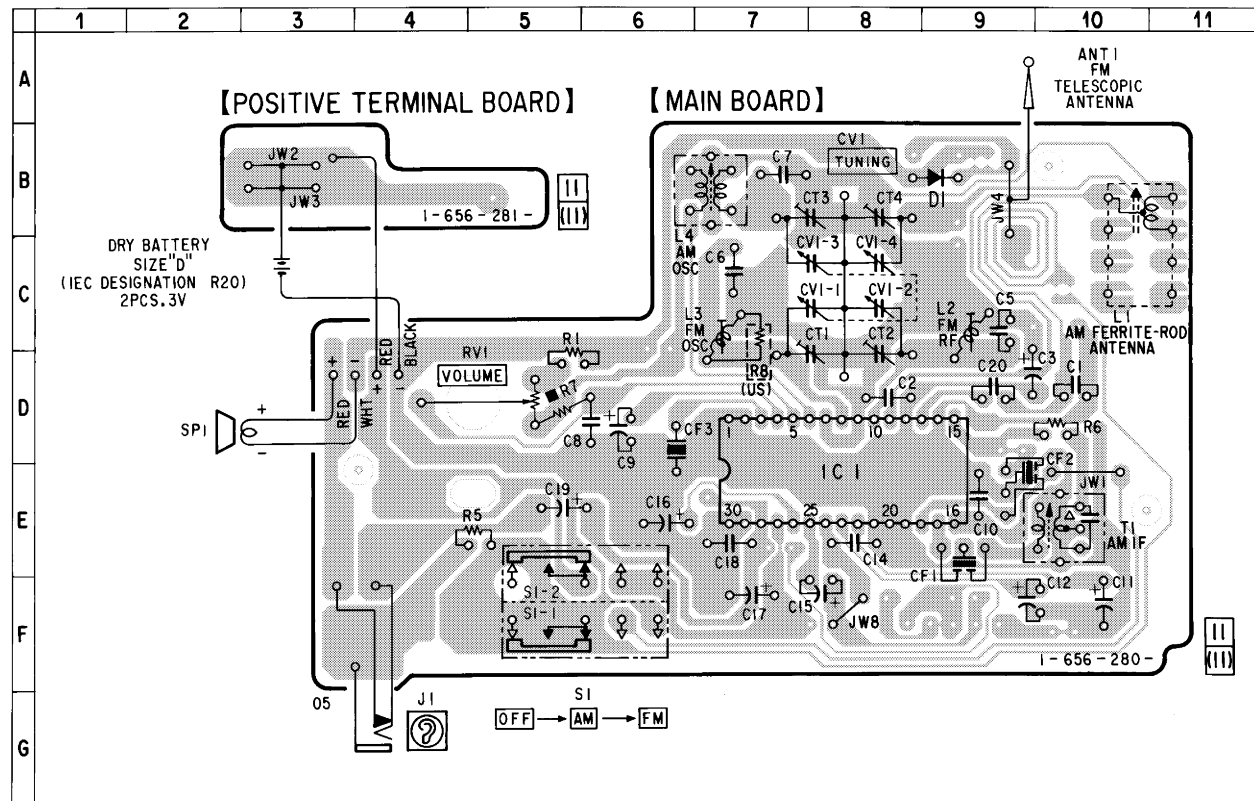 1 2 3 4 5 6 7 8 9 10 11
A
B
C
D
E
F
G
【POSITIVE TERMINAL BOARD】
【MAIN BOARD】
ANT1
FM
TELESCOPIC
ANTENNA
JW2
JW3
1-656-281-
11
(11)
DRY BATTERY
SIZE"D"
(IEC DESIGNATION R20)
2PCS.3V
CV1
TUNING
C7
D1
JW4
CT3
CT4
L4
AM
OSC
C6
CV1-3
CV1-4
CV1-1
CV1-2
L3
FM
OSC
L2
FM
RF
C5
L1
AM FERRITE-ROD
ANTENNA
CT1
CT2
R8
(US)
C3
C20
C1
C2
RED
BLACK
+
-
+
-
RV1
VOLUME
R1
■R7
SP1
+
-
RED
WHT
C8
C9
CF3
1
5
10
15
IC1
30
25
20
16
R6
CF2
JW1
C10
T1
AM IF
C19
C16
R5
C18
C14
CF1
S1-2
S1-1
C17
C15
JW8
C12
C11
1-656-280-
11
(11)
05
J1
S1
OFF → AM → FM